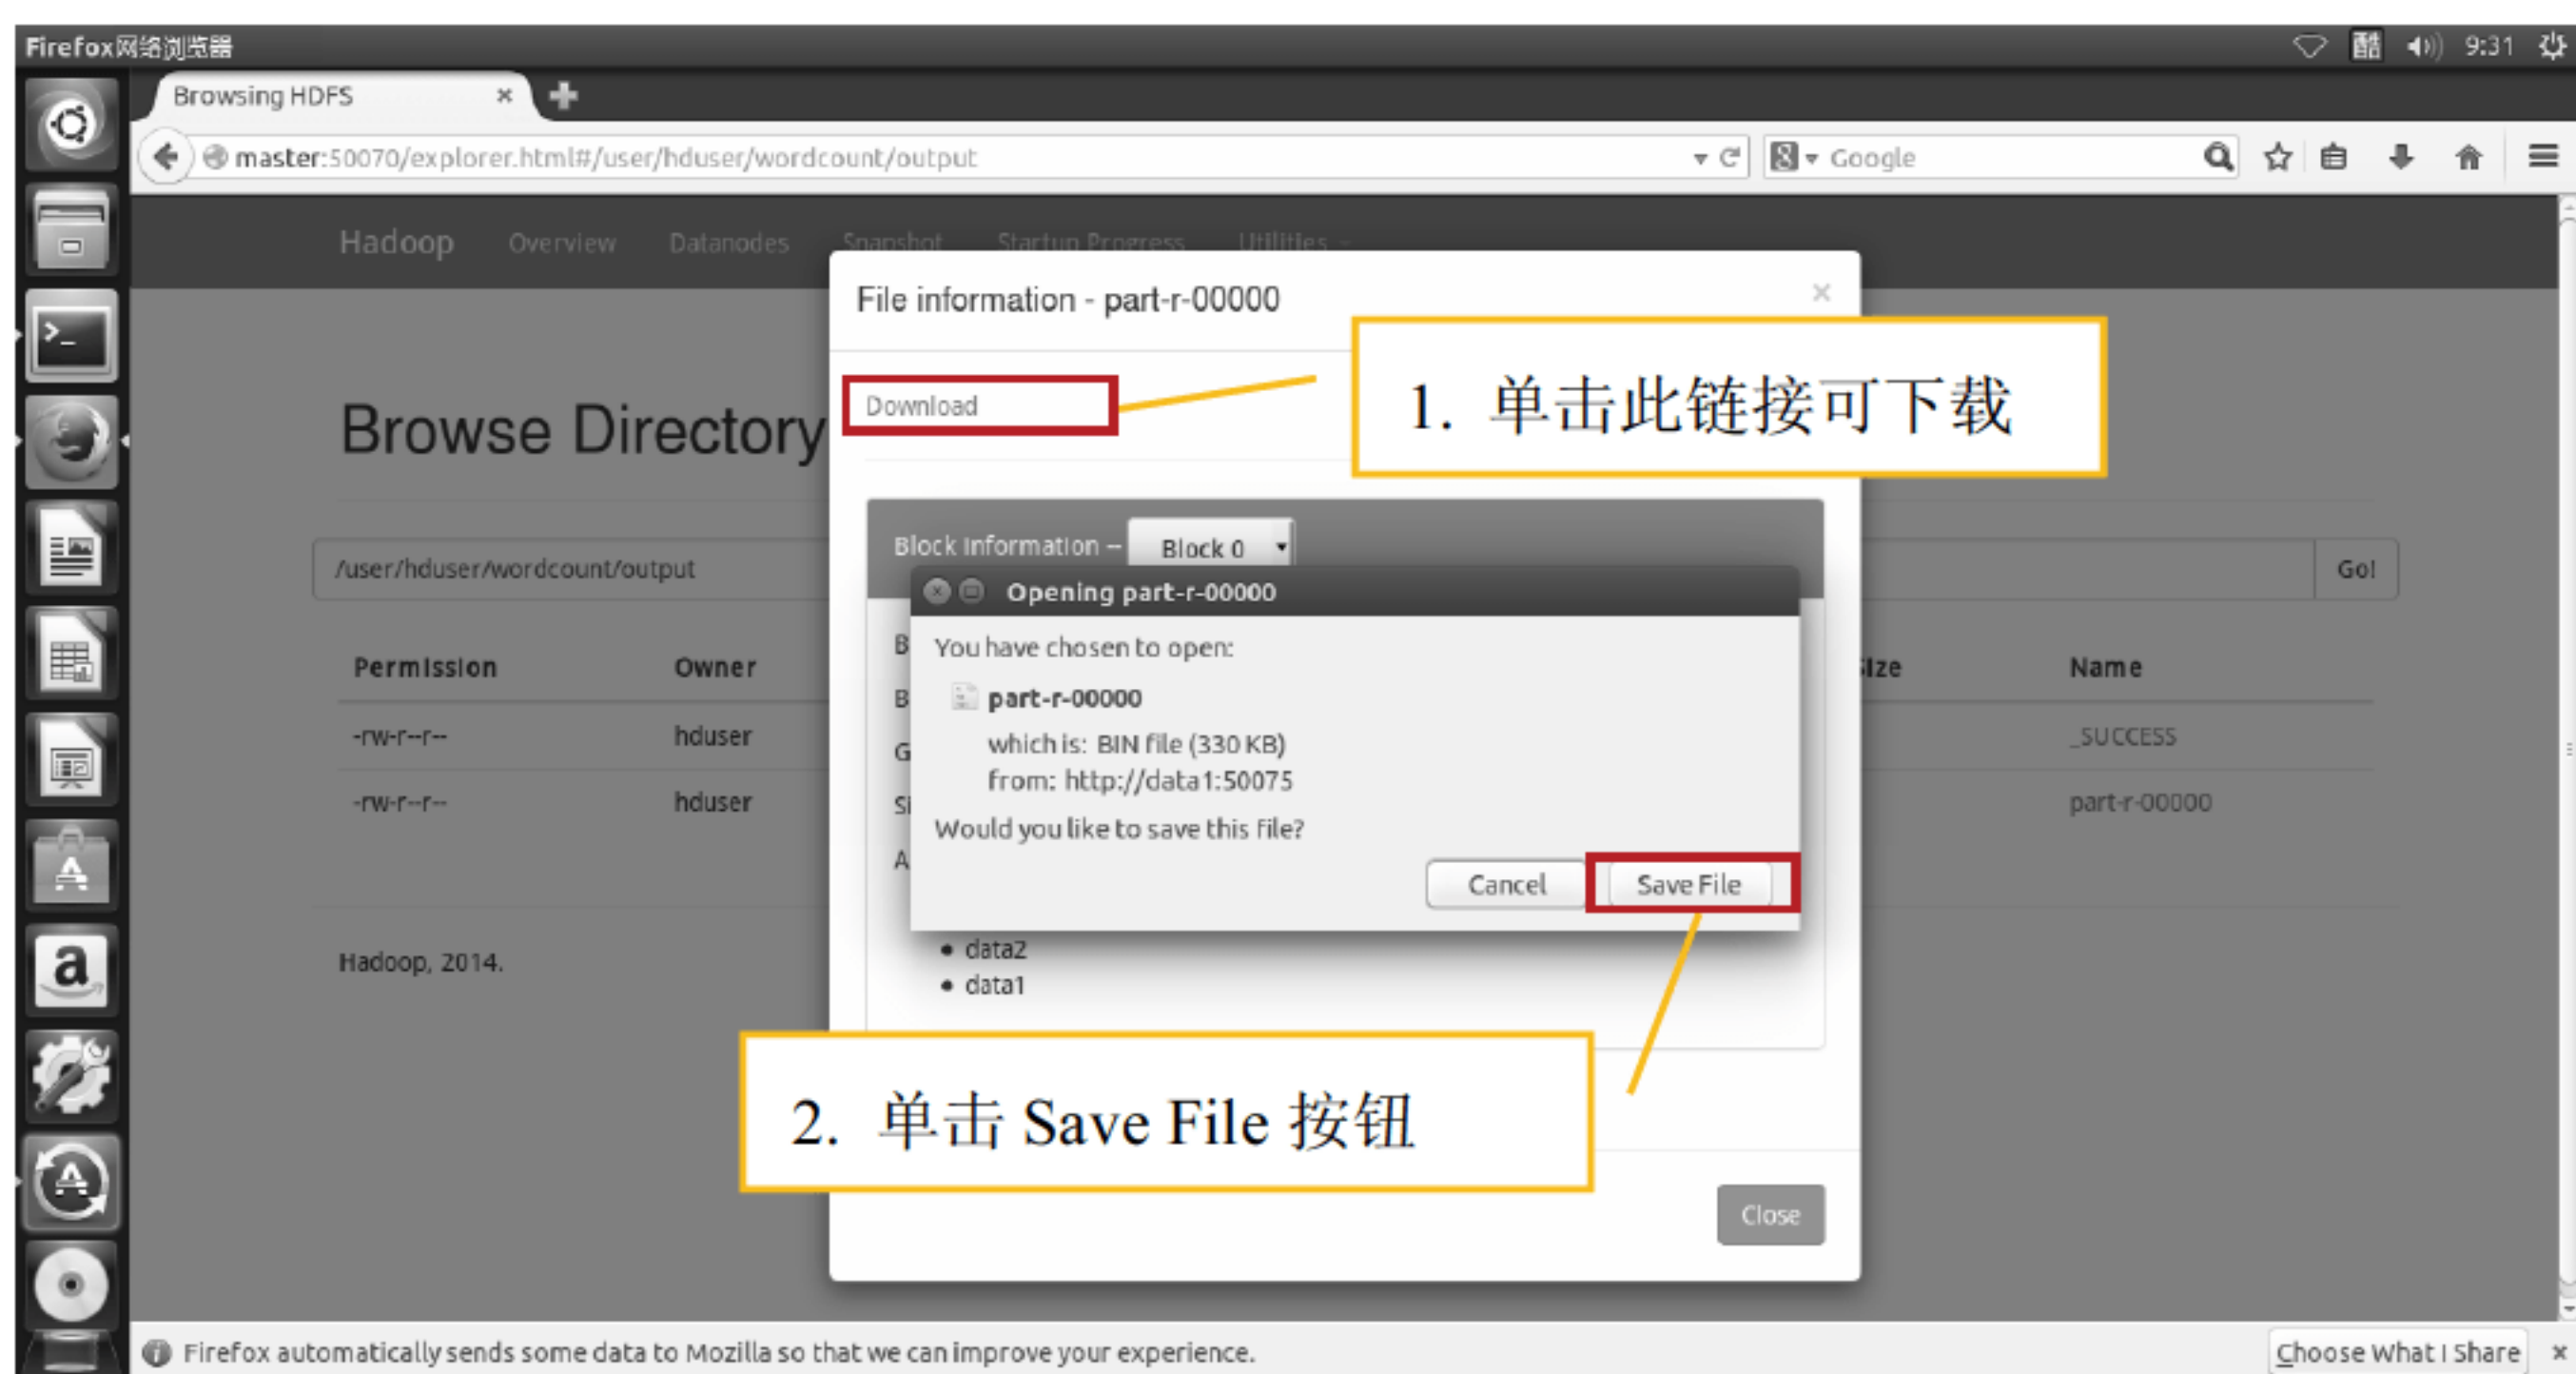 Firefox网络浏览器
酷
9:31
Browsing HDFS
master:50070/explorer.html#/user/hduser/wordcount/output
Google
Hadoop Overview Datanodes Snapshot Startup Progress Utilities
File information - part-r-00000
1. 单击此链接可下载
Download
Browse Directory
Block Information -- Block 0
/user/hduser/wordcount/output
Go!
Opening part-r-00000
You have chosen to open:
part-r-00000
which is: BIN file (330 KB)
from: http://data1:50075
Would you like to save this file?
Cancel
Save File
Permission Owner Size Name
-rw-r--r-- hduser _SUCCESS
-rw-r--r-- hduser part-r-00000
data2
data1
Hadoop, 2014.
2. 单击 Save File 按钮
Close
Firefox automatically sends some data to Mozilla so that we can improve your experience.
Choose What I Share